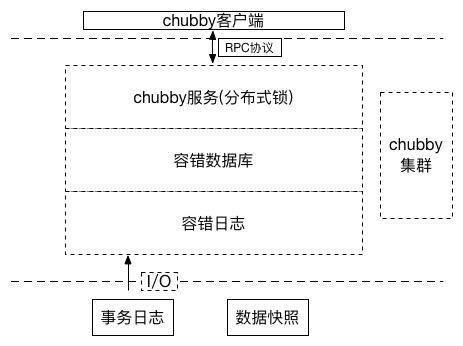 chubby客户端
RPC协议
chubby服务(分布式锁)
容错数据库
容错日志
chubby
集群
I/O
事务日志
数据快照